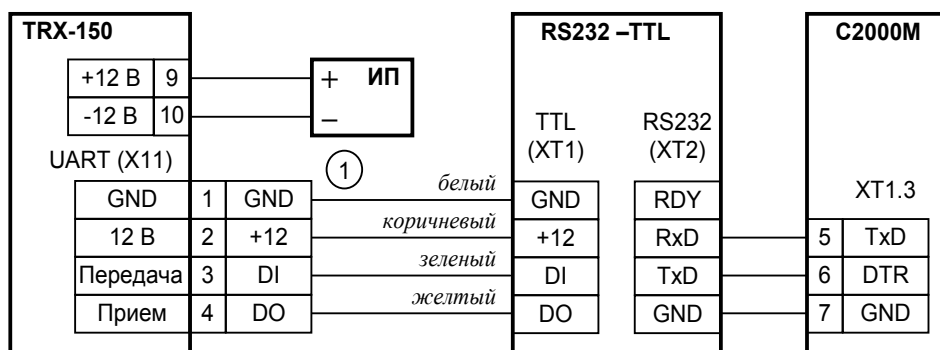 TRX-150 RS232 –TTL C2000M
+12 В 9 + ИП
-12 В 10 –
TTL RS232
UART (X11) (XT1) (XT2)
1
XT1.3
GND 1 GND белый GND RDY
12 В 2 +12 коричневый +12 RxD 5 TxD
Передача 3 DI зеленый DI TxD 6 DTR
Прием 4 DO желтый DO GND 7 GND